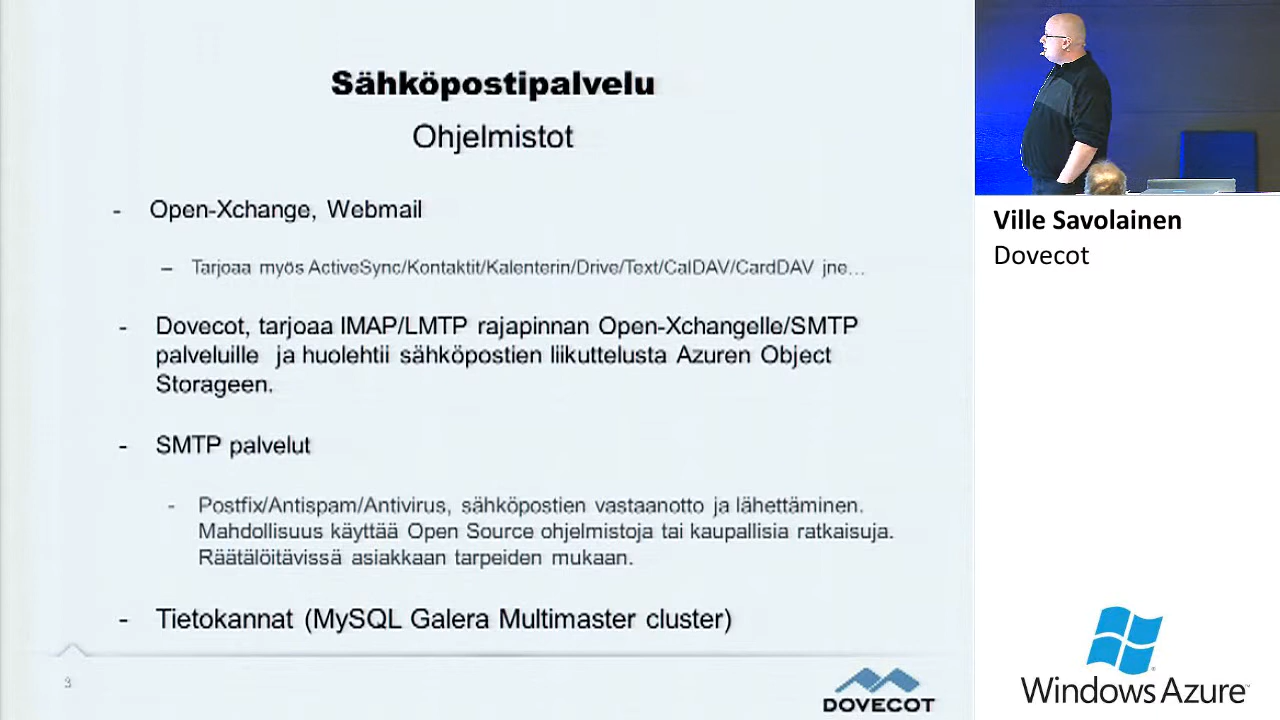 Sähköpostipalvelu
Ohjelmistot
- Open-Xchange, Webmail
– Tarjoaa myös ActiveSync/Kontaktit/Kalenterin/Drive/Text/CalDAV/CardDAV jne...
- Dovecot, tarjoaa IMAP/LMTP rajapinnan Open-Xchangelle/SMTP
palveluille ja huolehtii sähköpostien liikuttelusta Azuren Object
Storageen.
- SMTP palvelut
- Postfix/Antispam/Antivirus, sähköpostien vastaanotto ja lähettäminen.
Mahdollisuus käyttää Open Source ohjelmistoja tai kaupallisia ratkaisuja.
Räätälöitävissä asiakkaan tarpeiden mukaan.
- Tietokannat (MySQL Galera Multimaster cluster)
3
DOVECOT
Ville Savolainen
Dovecot
Windows Azure